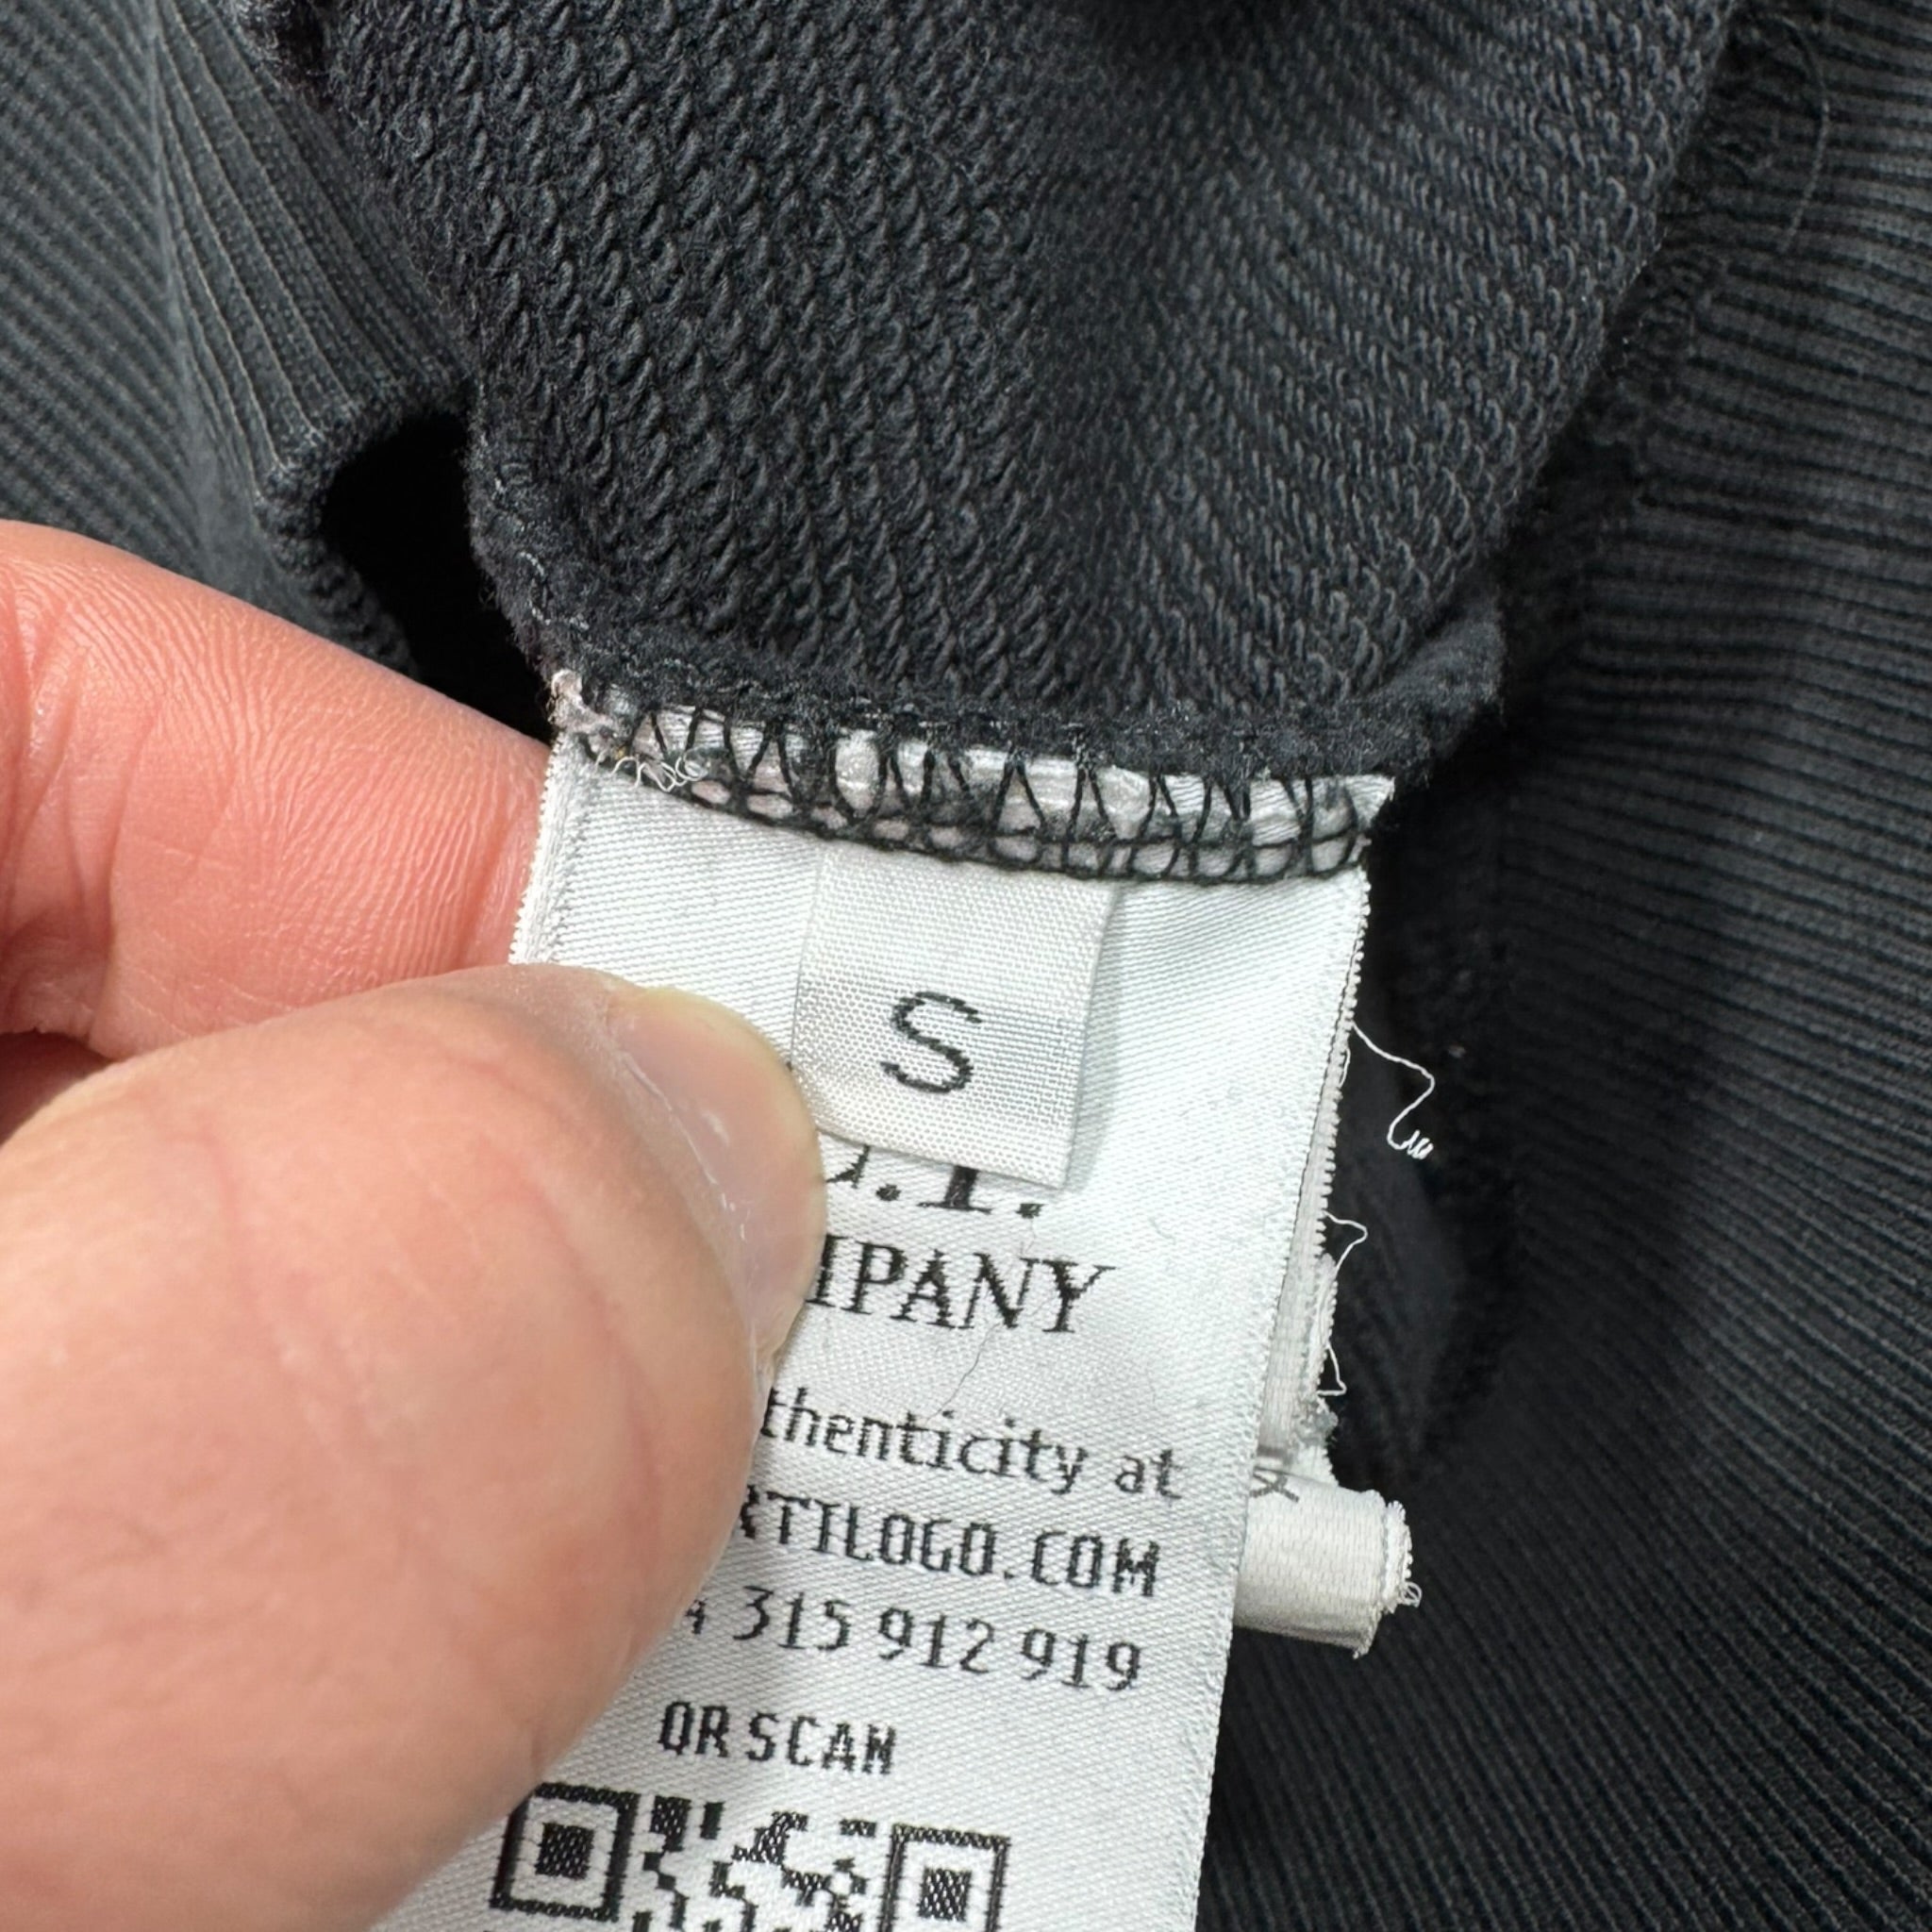 S
.I.
MPANY
thenticity at
RTILOGO.COM
4 315 912 919
OR SCAN